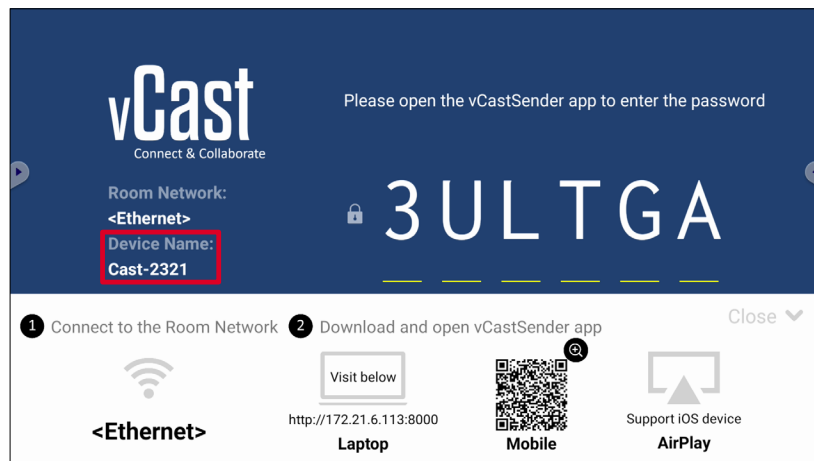 vCast
Connect & Collaborate
Please open the vCastSender app to enter the password
Room Network:
<Ethernet>
Device Name:
Cast-2321
3ULTGA
Close
1 Connect to the Room Network
2 Download and open vCastSender app
<Ethernet>
Visit below
http://172.21.6.113:8000
Laptop
Mobile
Support iOS device
AirPlay